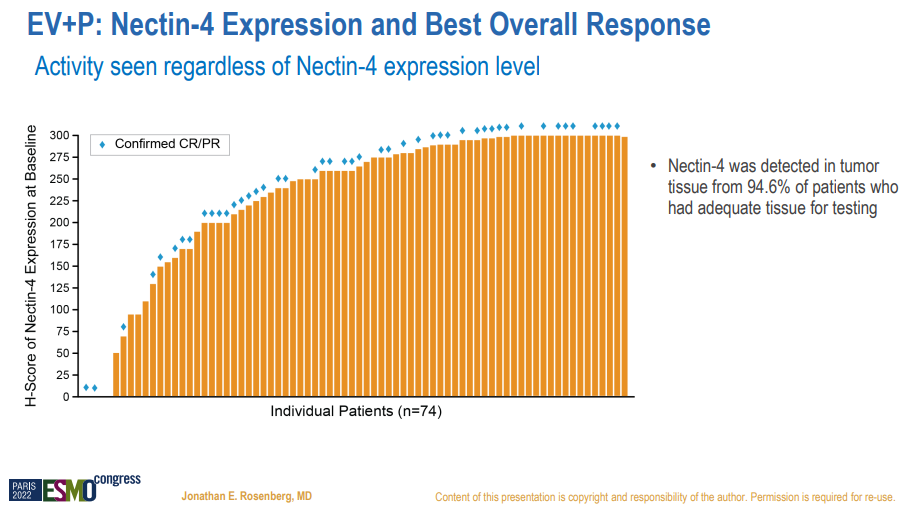 EV+P: Nectin-4 Expression and Best Overall Response
Activity seen regardless of Nectin-4 expression level
H-Score of Nectin-4 Expression at Baseline
300
275
250
225
200
175
150
125
100
75
50
25
0
Confirmed CR/PR
Individual Patients (n=74)
• Nectin-4 was detected in tumor
tissue from 94.6% of patients who
had adequate tissue for testing
PARIS
2022
ESMO congress
Jonathan E. Rosenberg, MD
Content of this presentation is copyright and responsibility of the author. Permission is required for re-use.